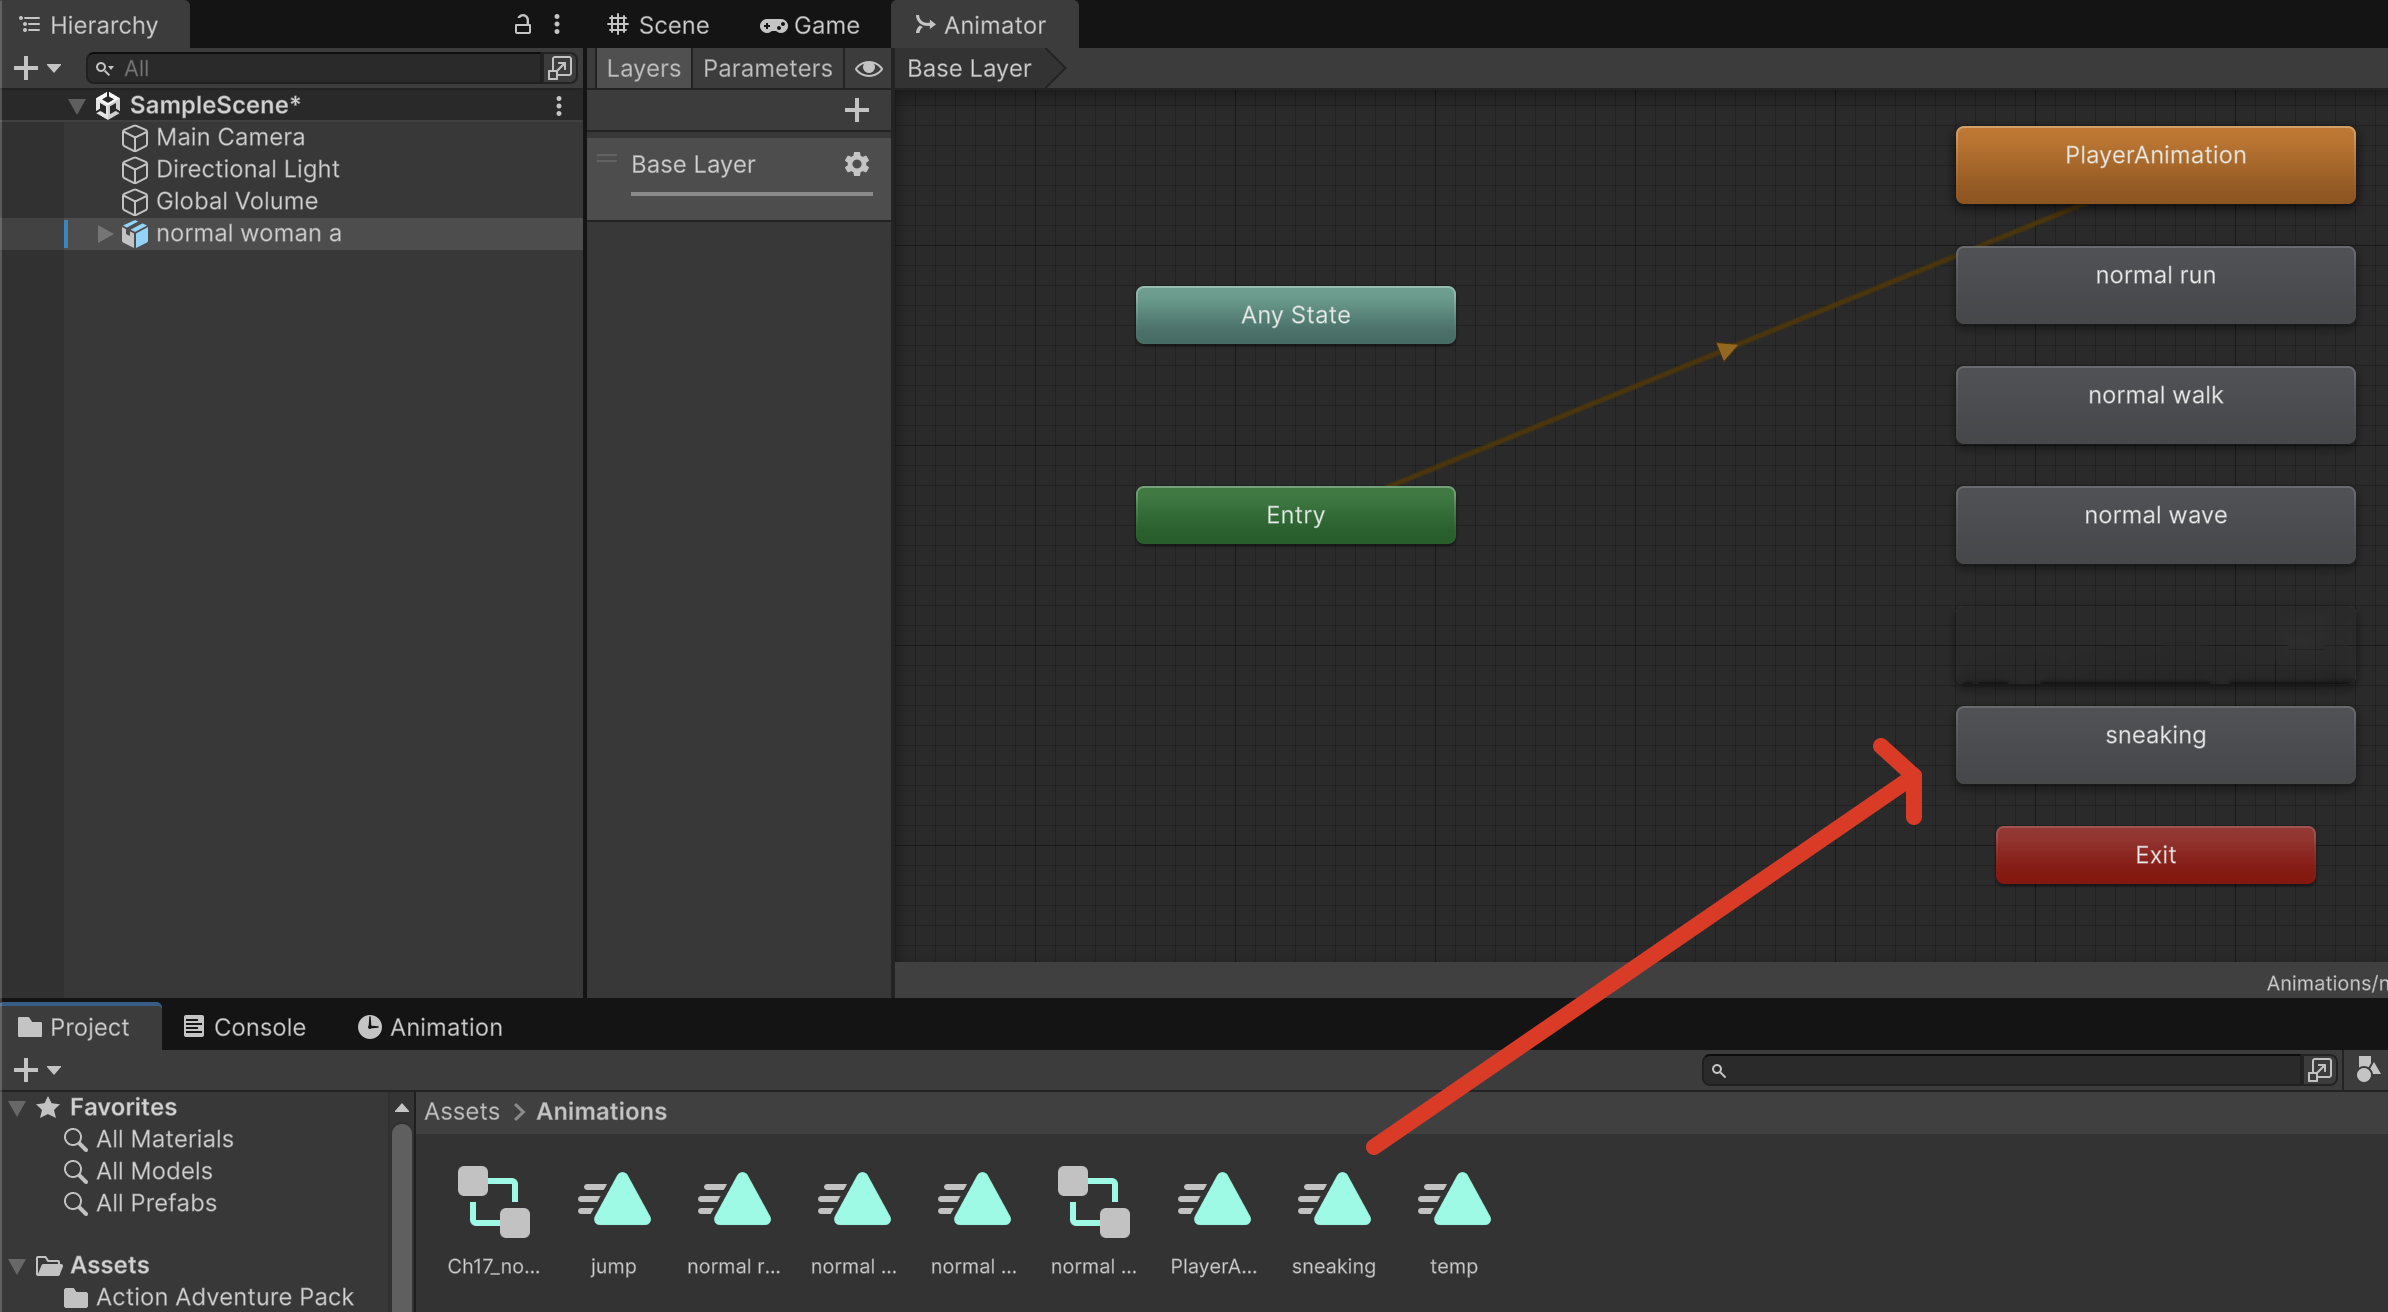 Hierarchy
Scene
Game
Animator
All
Layers
Parameters
Base Layer
SampleScene*
Main Camera
Directional Light
Global Volume
normal woman a
Base Layer
PlayerAnimation
normal run
Any State
normal walk
Entry
normal wave
sneaking
Exit
Animations/n
Project
Console
Animation
Favorites
All Materials
All Models
All Prefabs
Assets
Action Adventure Pack
Assets > Animations
Ch17_no...
jump
normal r...
normal ...
normal ...
normal ...
PlayerA...
sneaking
temp